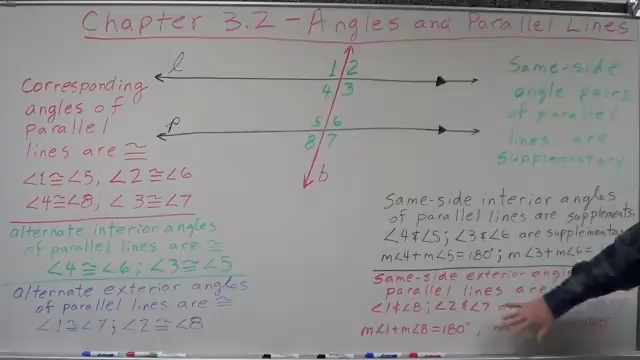 Chapter 3.2 - Angles and Parallel Lines
l
1 2
4 3
p
5 6
8 7
b
Corresponding
angles of
parallel
lines are ≅
∠1≅∠5, ∠2≅∠6
∠4≅∠8, ∠3≅∠7
alternate interior angles
of parallel lines are ≅
∠4≅∠6; ∠3≅∠5
alternate exterior angles
of parallel lines are ≅
∠1≅∠7; ∠2≅∠8
Same-side
angle pairs
of parallel
lines are
supplementary
Same-side interior angles
of parallel lines are supplements.
∠4 & ∠5; ∠3 & ∠6 are supplementary
m∠4+m∠5=180°; m∠3+m∠6=
Same-side exterior angles
parallel lines are
∠1 & ∠8; ∠2 & ∠7
m∠1+m∠8=180°,